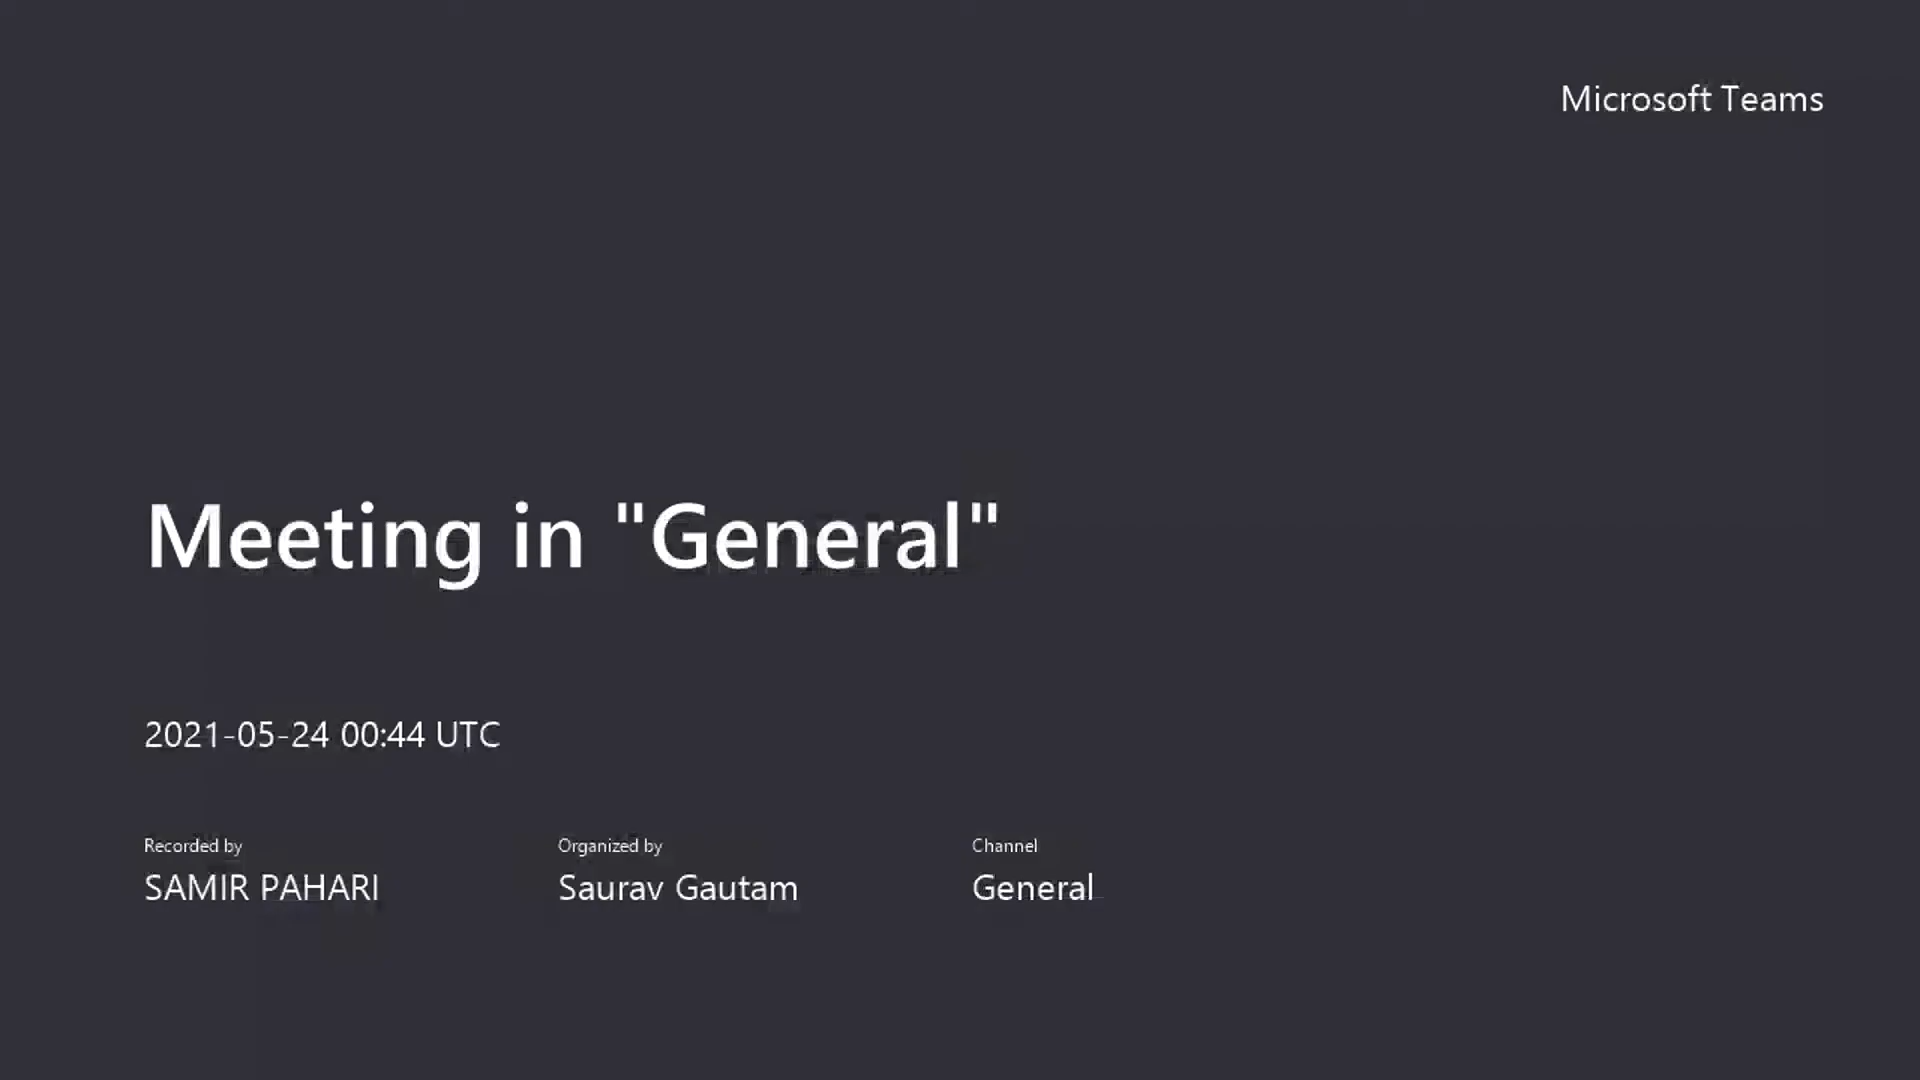 Microsoft Teams
Meeting in "General"
2021-05-24 00:44 UTC
Recorded by
SAMIR PAHARI
Organized by
Saurav Gautam
Channel
General